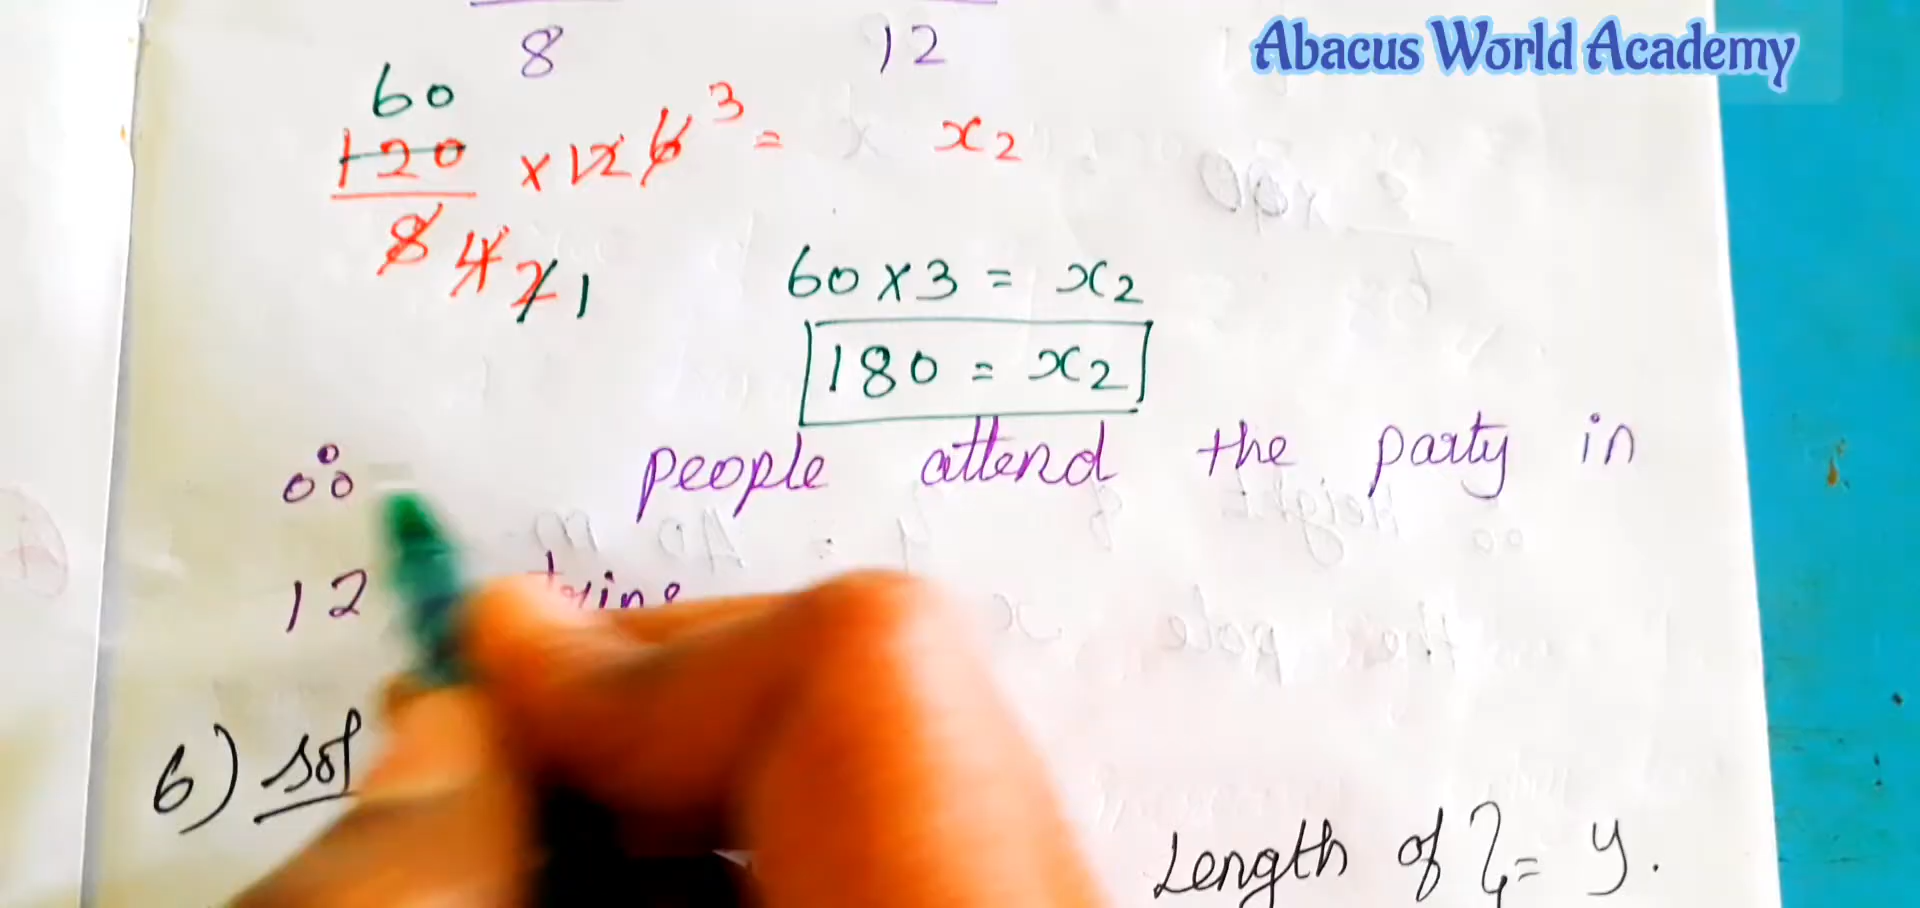 8 12
Abacus World Academy
60
120 × 12 6 3 = x2
8 4 2 1
60 × 3 = x2
180 = x2
people attend the party in
12
6) sol
Length of } = y.